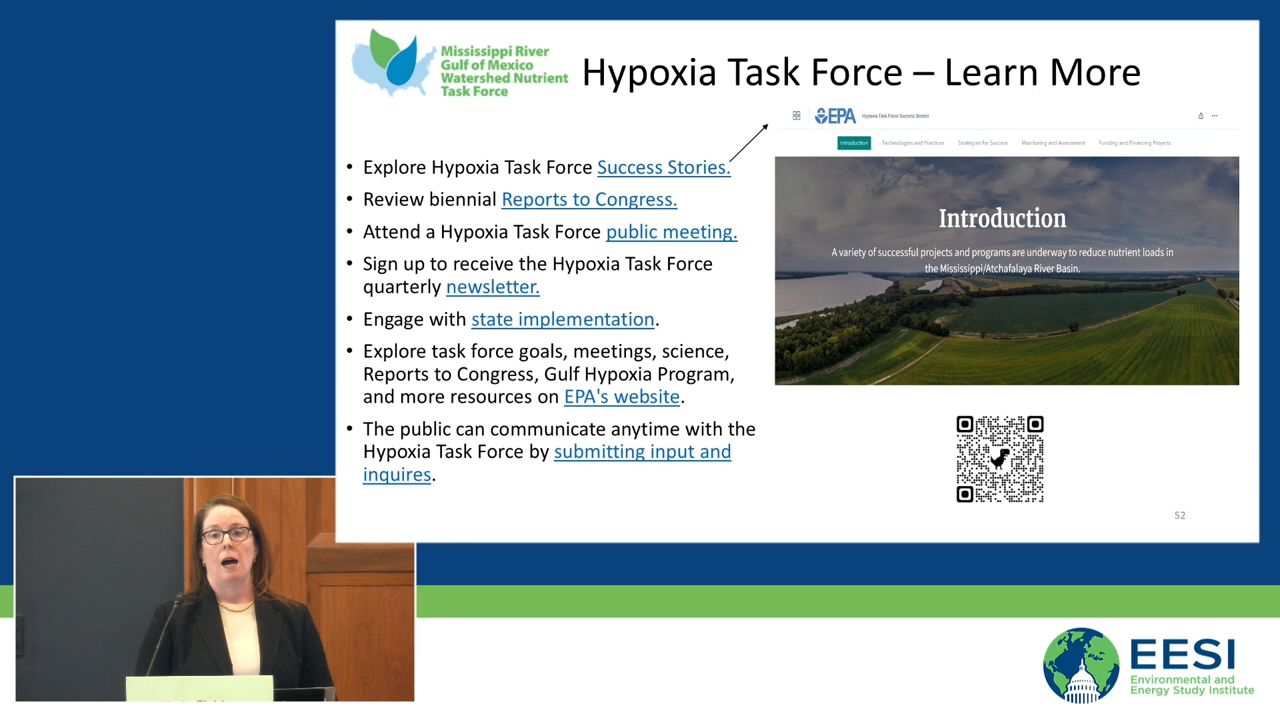 Mississippi River
Gulf of Mexico
Watershed Nutrient
Task Force
Hypoxia Task Force – Learn More
• Explore Hypoxia Task Force Success Stories.
• Review biennial Reports to Congress.
• Attend a Hypoxia Task Force public meeting.
• Sign up to receive the Hypoxia Task Force
quarterly newsletter.
• Engage with state implementation.
• Explore task force goals, meetings, science,
Reports to Congress, Gulf Hypoxia Program,
and more resources on EPA's website.
• The public can communicate anytime with the
Hypoxia Task Force by submitting input and
inquires.
EPA Hypoxia Task Force Success Stories
Introduction Technologies and Practices Strategies for Success Monitoring and Assessment Funding and Financing Projects
Introduction
A variety of successful projects and programs are underway to reduce nutrient loads in
the Mississippi/Atchafalaya River Basin.
52
EESI
Environmental and
Energy Study Institute